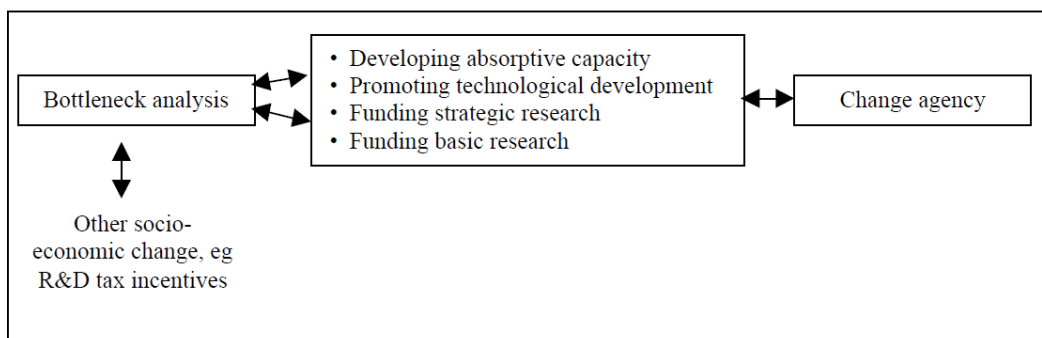 Bottleneck analysis
• Developing absorptive capacity
• Promoting technological development
• Funding strategic research
• Funding basic research
Change agency
Other socio-
economic change, eg
R&D tax incentives